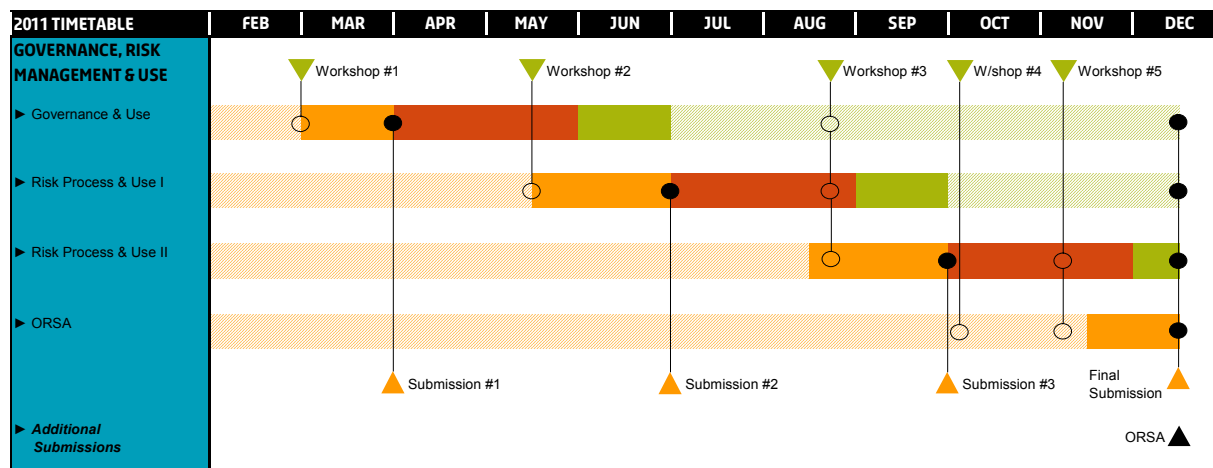 2011 TIMETABLE FEB MAR APR MAY JUN JUL AUG SEP OCT NOV DEC
GOVERNANCE, RISK
MANAGEMENT & USE
Workshop #1 Workshop #2 Workshop #3 W/shop #4 Workshop #5
► Governance & Use
► Risk Process & Use I
► Risk Process & Use II
► ORSA
Submission #1 Submission #2 Submission #3 Final
Submission
► Additional
Submissions
ORSA